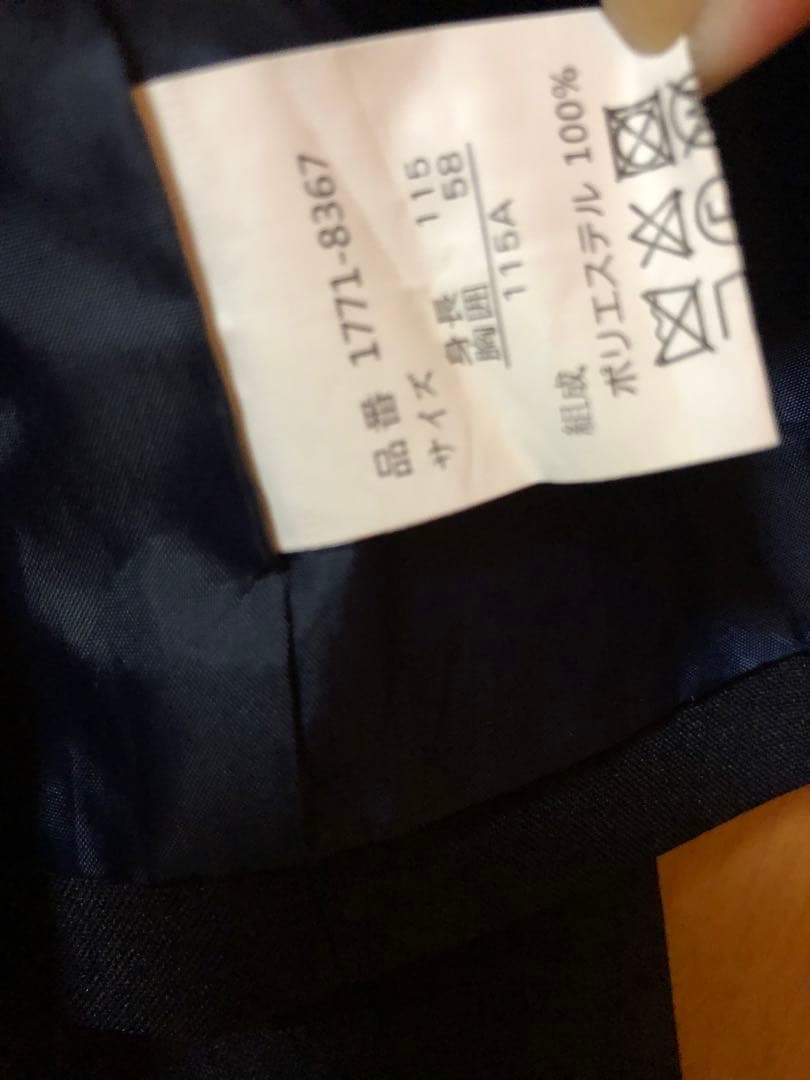 品番 1771-8367
サイズ
身長 115
胸囲 58
115A
組成
ポリエステル 100%